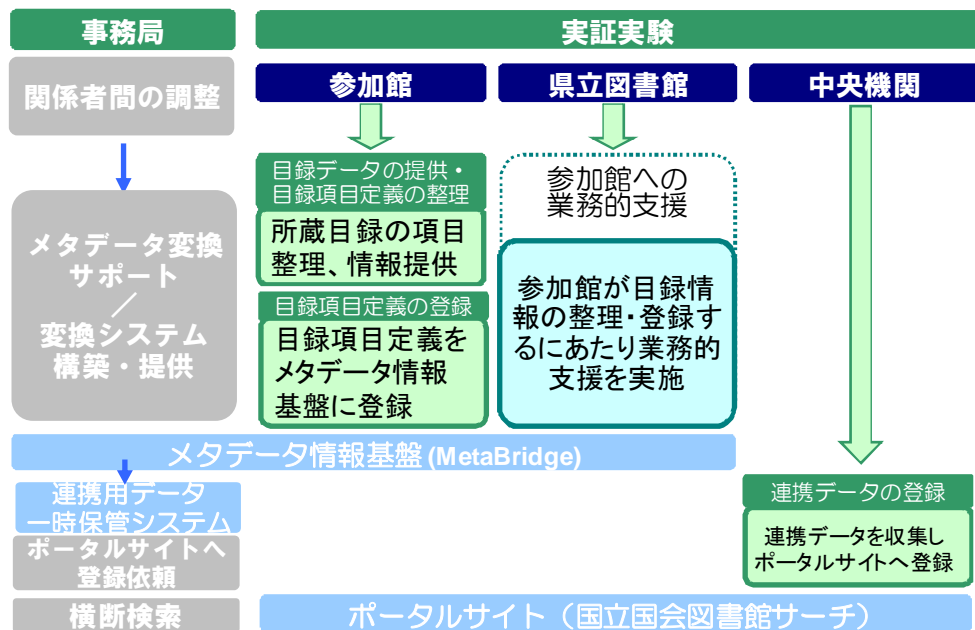 事務局
実証実験
関係者間の調整
参加館
県立図書館
中央機関
目録データの提供・
目録項目定義の整理
所蔵目録の項目
整理、情報提供
目録項目定義の登録
目録項目定義を
メタデータ情報
基盤に登録
参加館への
業務的支援
参加館が目録情
報の整理・登録す
るにあたり業務的
支援を実施
メタデータ変換
サポート
／
変換システム
構築・提供
メタデータ情報基盤 (MetaBridge)
連携用データ
一時保管システム
ポータルサイトへ
登録依頼
連携データの登録
連携データを収集し
ポータルサイトへ登録
横断検索
ポータルサイト（国立国会図書館サーチ）